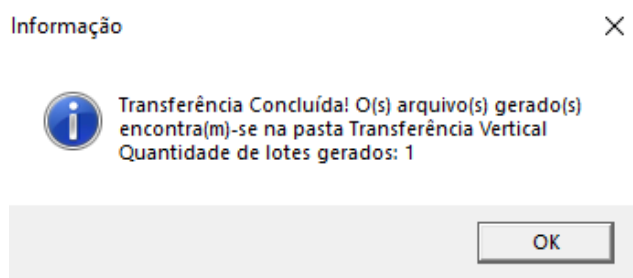 Informação
Transferência Concluída! O(s) arquivo(s) gerado(s)
encontra(m)-se na pasta Transferência Vertical
Quantidade de lotes gerados: 1
OK